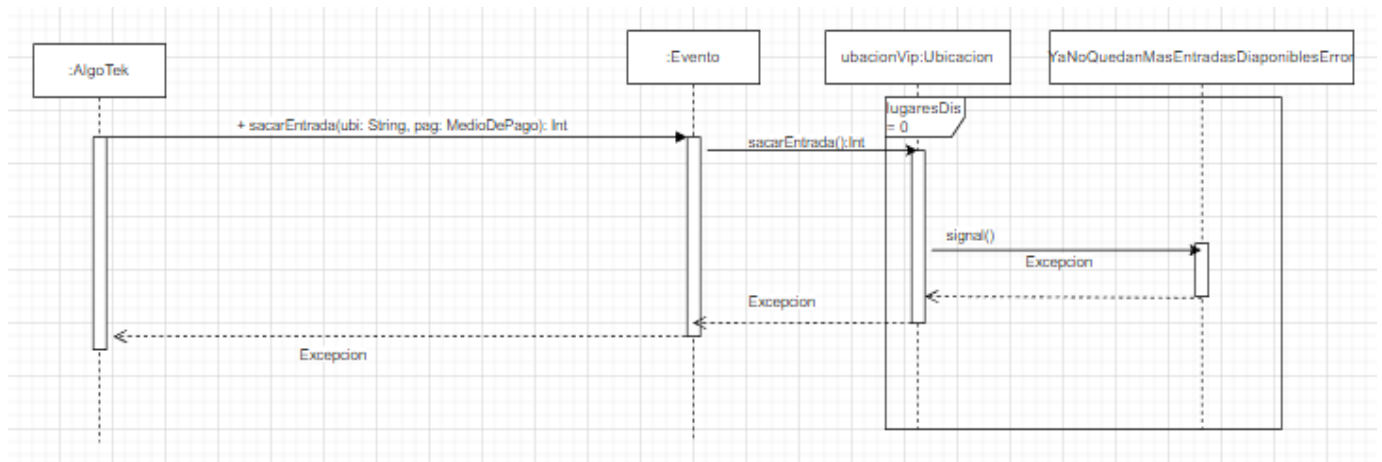 :AlgoTek
:Evento
ubacionVip:Ubicacion
YaNoQuedanMasEntradasDiaponiblesError
lugaresDis
= 0
+ sacarEntrada(ubi: String, pag: MedioDePago): Int
sacarEntrada():Int
signal()
Excepcion
Excepcion
Excepcion